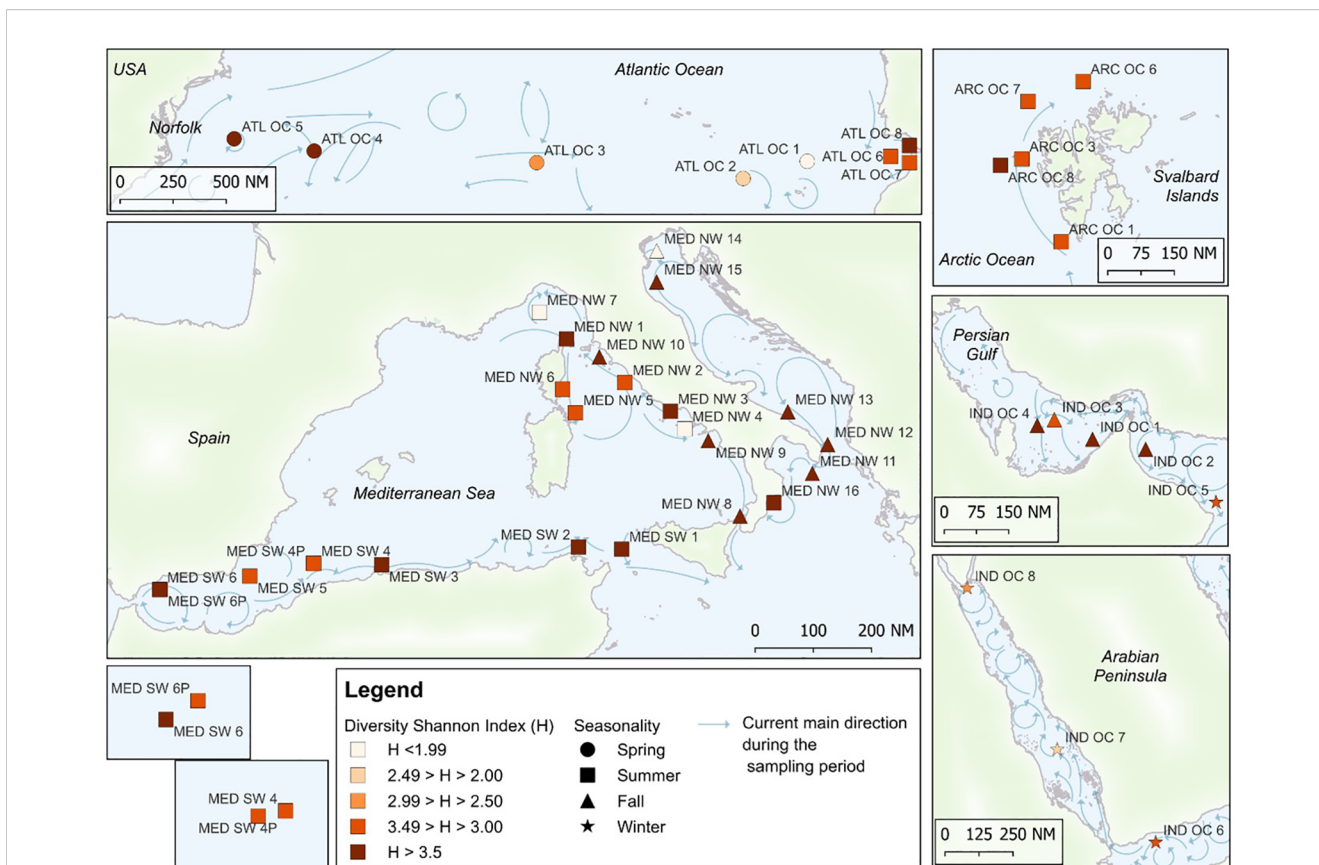 USA
Atlantic Ocean
Norfolk
ATL OC 5
ATL OC 4
ATL OC 3
ATL OC 2
ATL OC 1
ATL OC 8
ATL OC 6
ATL OC 7
0 250 500 NM
ARC OC 6
ARC OC 7
ARC OC 3
ARC OC 8
Svalbard
Islands
ARC OC 1
Arctic Ocean
0 75 150 NM
MED NW 14
MED NW 15
MED NW 7
MED NW 1
MED NW 10
MED NW 6
MED NW 2
MED NW 5
MED NW 3
MED NW 4
MED NW 13
MED NW 9
MED NW 12
MED NW 11
MED NW 16
MED NW 8
Spain
Mediterranean Sea
MED SW 2
MED SW 1
MED SW 4P
MED SW 4
MED SW 3
MED SW 6
MED SW 5
MED SW 6P
0 100 200 NM
Persian
Gulf
IND OC 4
IND OC 3
IND OC 1
IND OC 2
IND OC 5
0 75 150 NM
IND OC 8
Arabian
Peninsula
IND OC 7
IND OC 6
0 125 250 NM
MED SW 6P
MED SW 6
MED SW 4
MED SW 4P
Legend
Diversity Shannon Index (H)
H <1.99
2.49 > H > 2.00
2.99 > H > 2.50
3.49 > H > 3.00
H > 3.5
Seasonality
Spring
Summer
Fall
Winter
Current main direction
during the
sampling period